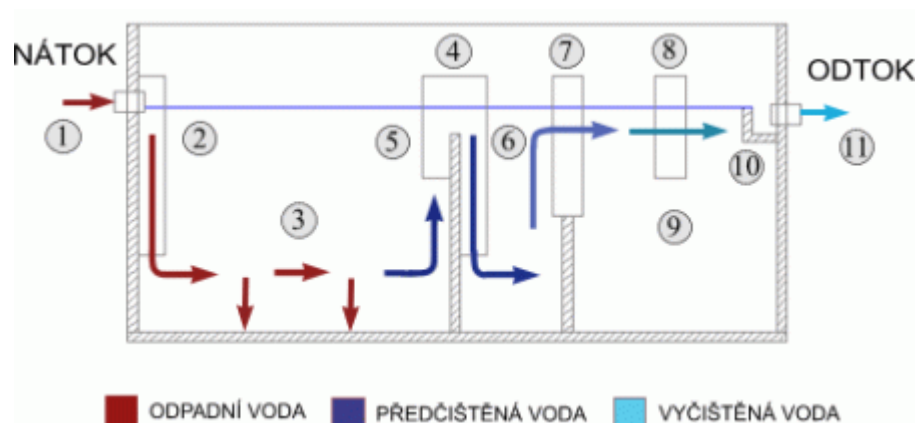 NÁTOK
ODTOK
1
2
3
4
5
6
7
8
9
10
11
ODPADNÍ VODA
PŘEDČIŠTĚNÁ VODA
VYČIŠTĚNÁ VODA